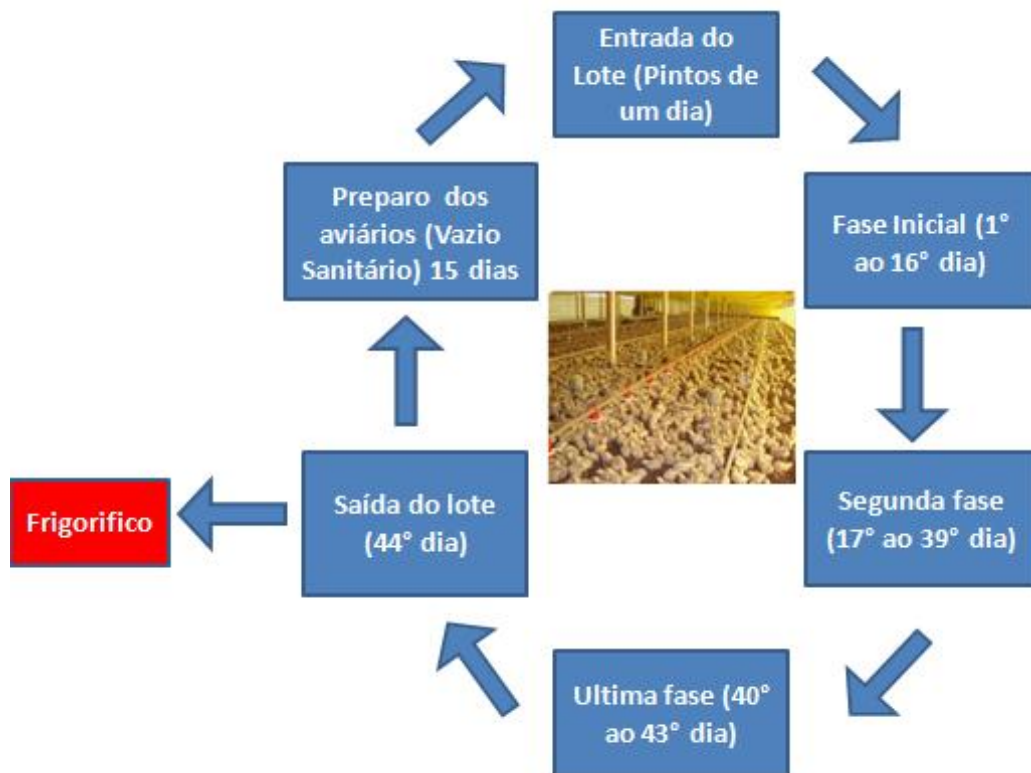 Entrada do
Lote (Pintos de
um dia)
Fase Inicial (1°
ao 16° dia)
Segunda fase
(17° ao 39° dia)
Ultima fase (40°
ao 43° dia)
Saída do lote
(44° dia)
Frigorifico
Preparo dos
aviários (Vazio
Sanitário) 15 dias